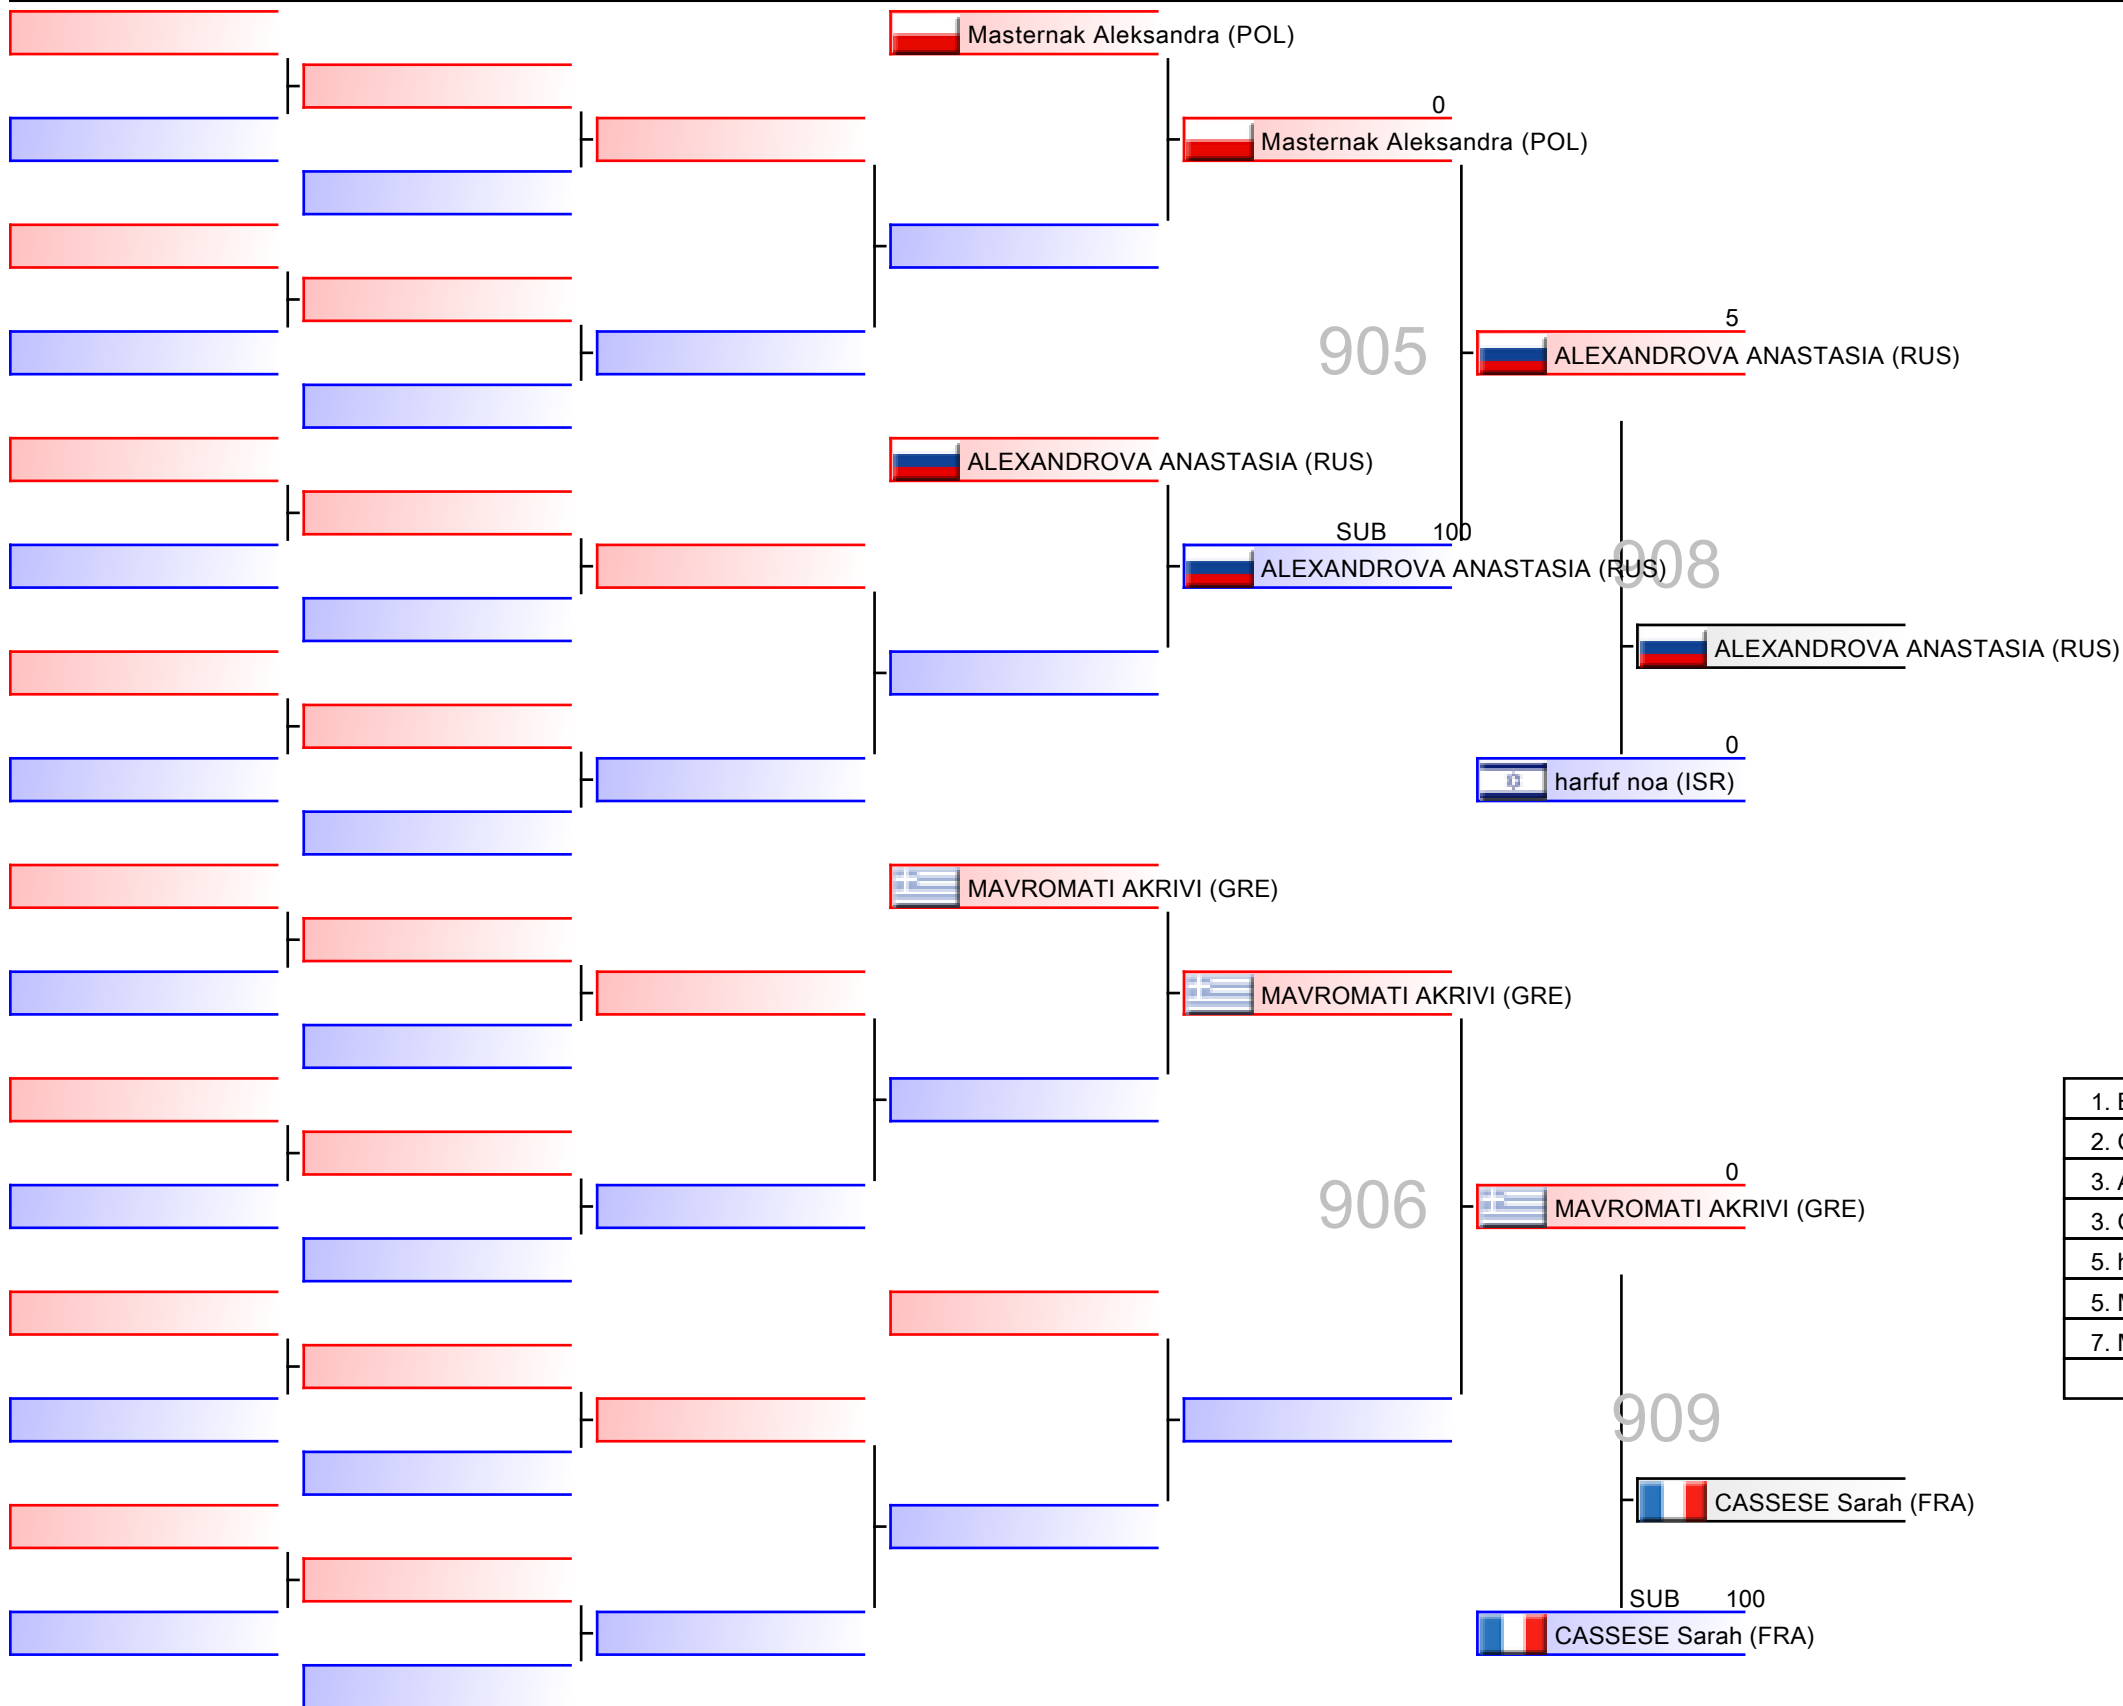 Masternak Aleksandra (POL)
0
Masternak Aleksandra (POL)
5
905
ALEXANDROVA ANASTASIA (RUS)
ALEXANDROVA ANASTASIA (RUS)
SUB 100
ALEXANDROVA ANASTASIA (RUS)
908
ALEXANDROVA ANASTASIA (RUS)
0
harfuf noa (ISR)
MAVROMATI AKRIVI (GRE)
MAVROMATI AKRIVI (GRE)
1.
2.
3.
0
906
MAVROMATI AKRIVI (GRE)
3.
5.
5.
7.
909
CASSESE Sarah (FRA)
SUB 100
CASSESE Sarah (FRA)